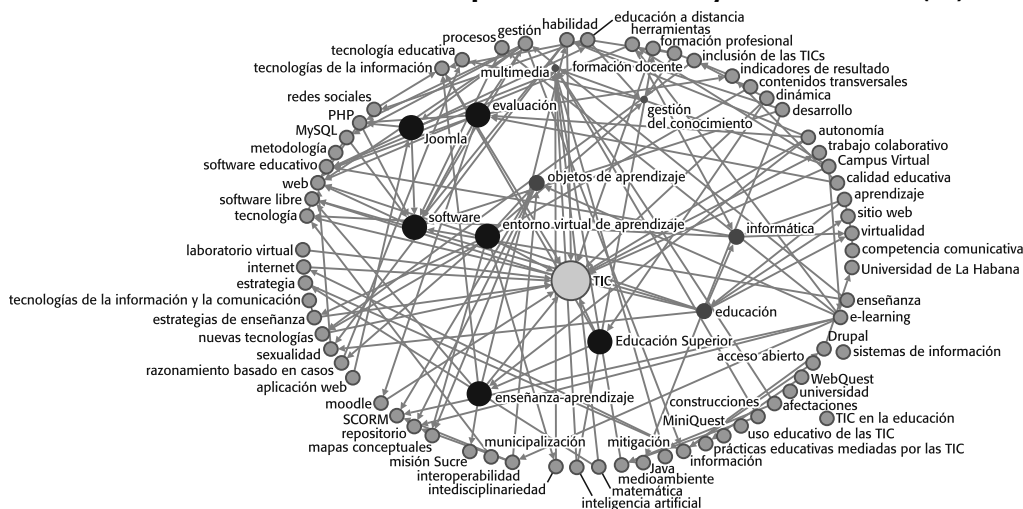 habilidad
educación a distancia
herramientas
formación profesional
inclusión de las TICs
indicadores de resultado
contenidos transversales
dinámica
desarrollo
gestión
procesos
tecnología educativa
tecnologías de la información
multimedia
formación docente
gestión
del conocimiento
redes sociales
PHP
MySQL
metodología
software educativo
web
software libre
tecnología
evaluación
Joomla
autonomía
trabajo colaborativo
Campus Virtual
calidad educativa
aprendizaje
sitio web
virtualidad
competencia comunicativa
Universidad de La Habana
objetos de aprendizaje
software
entorno virtual de aprendizaje
informática
laboratorio virtual
internet
estrategia
tecnologías de la información y la comunicación
estrategias de enseñanza
nuevas tecnologías
sexualidad
razonamiento basado en casos
aplicación web
TIC
educación
Educación Superior
enseñanza
e-learning
Drupal
sistemas de información
acceso abierto
WebQuest
universidad
afectaciones
TIC en la educación
construcciones
MiniQuest
uso educativo de las TIC
prácticas educativas mediadas por las TIC
información
enseñanza-aprendizaje
moodle
SCORM
repositorio
mapas conceptuales
misión Sucre
municipalización
interoperabilidad
intedisciplinariedad
mitigación
Java
medioambiente
matemática
inteligencia artificial